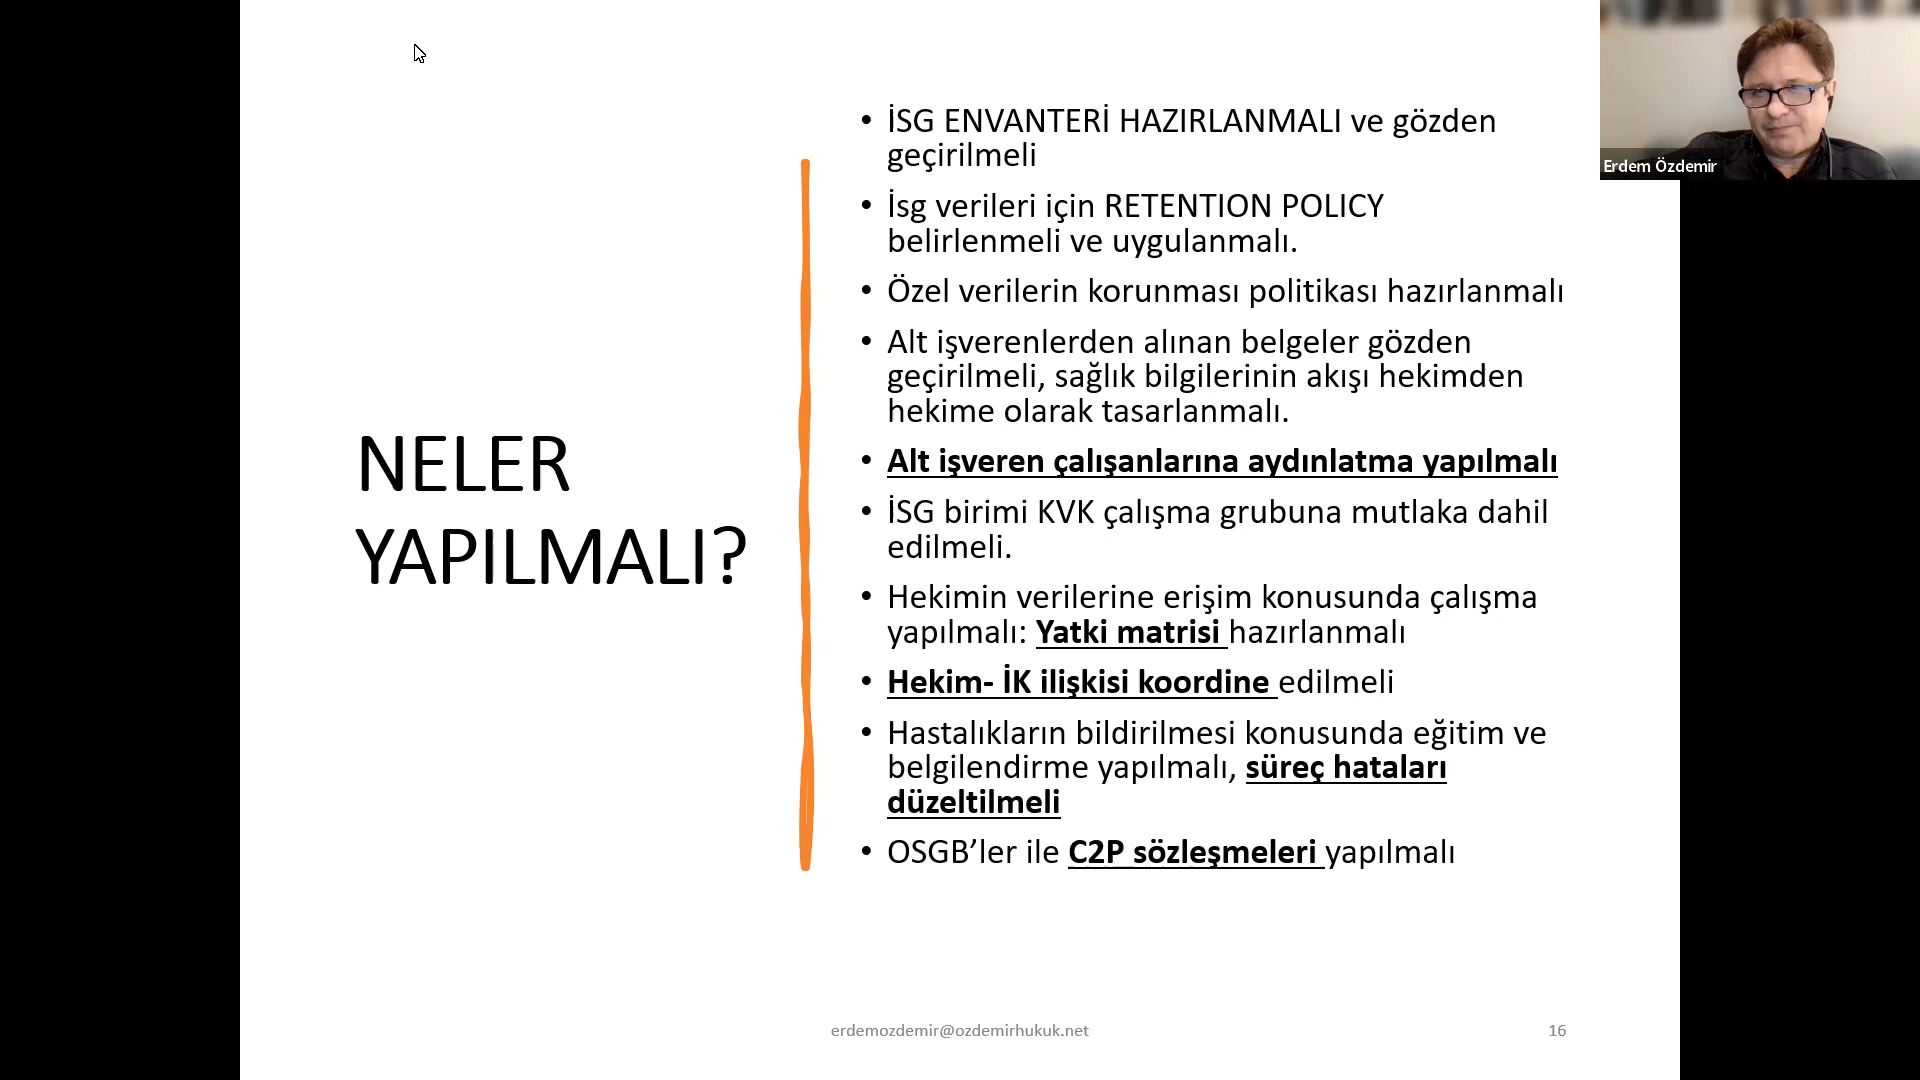 NELER
YAPILMALI?
• İSG ENVANTERİ HAZIRLANMALI ve gözden
geçirilmeli
• İsg verileri için RETENTION POLICY
belirlenmeli ve uygulanmalı.
• Özel verilerin korunması politikası hazırlanmalı
• Alt işverenlerden alınan belgeler gözden
geçirilmeli, sağlık bilgilerinin akışı hekimden
hekime olarak tasarlanmalı.
• Alt işveren çalışanlarına aydınlatma yapılmalı
• İSG birimi KVK çalışma grubuna mutlaka dahil
edilmeli.
• Hekimin verilerine erişim konusunda çalışma
yapılmalı: Yatki matrisi hazırlanmalı
• Hekim- İK ilişkisi koordine edilmeli
• Hastalıkların bildirilmesi konusunda eğitim ve
belgilendirme yapılmalı, süreç hataları
düzeltilmeli
• OSGB’ler ile C2P sözleşmeleri yapılmalı
erdemozdemir@ozdemirhukuk.net
16
Erdem Özdemir